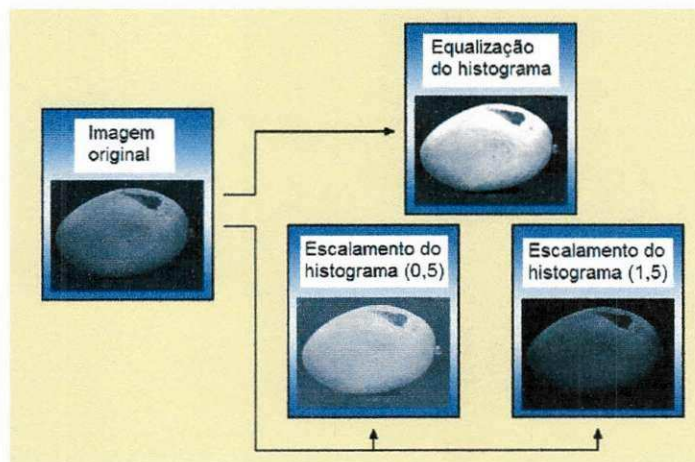 Equalização
do histograma
Imagem
original
Escalamento do
histograma (0,5)
Escalamento do
histograma (1,5)